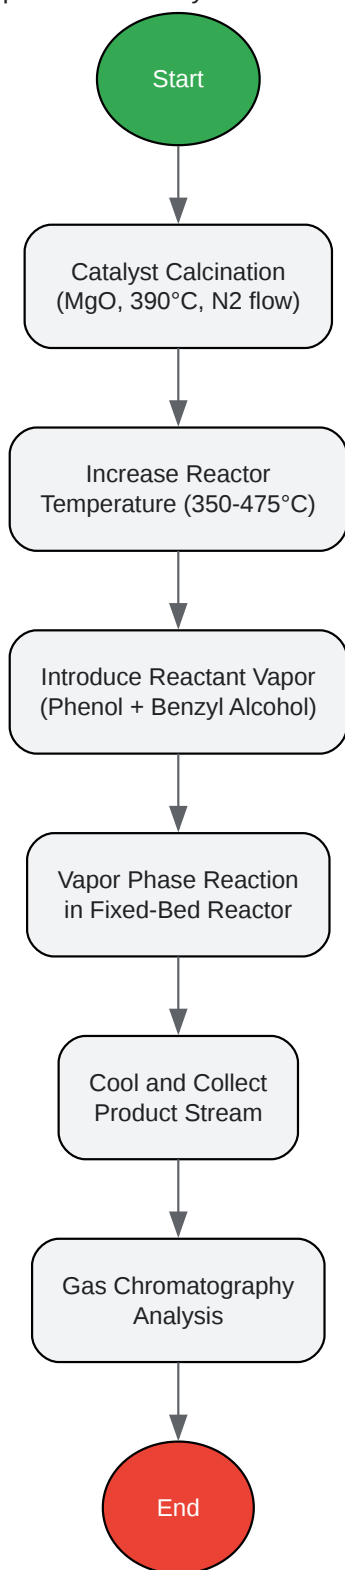 Start
Catalyst Calcination
(MgO, 390°C, N2 flow)
Increase Reactor
Temperature (350-475°C)
Introduce Reactant Vapor
(Phenol + Benzyl Alcohol)
Vapor Phase Reaction
in Fixed-Bed Reactor
Cool and Collect
Product Stream
Gas Chromatography
Analysis
End